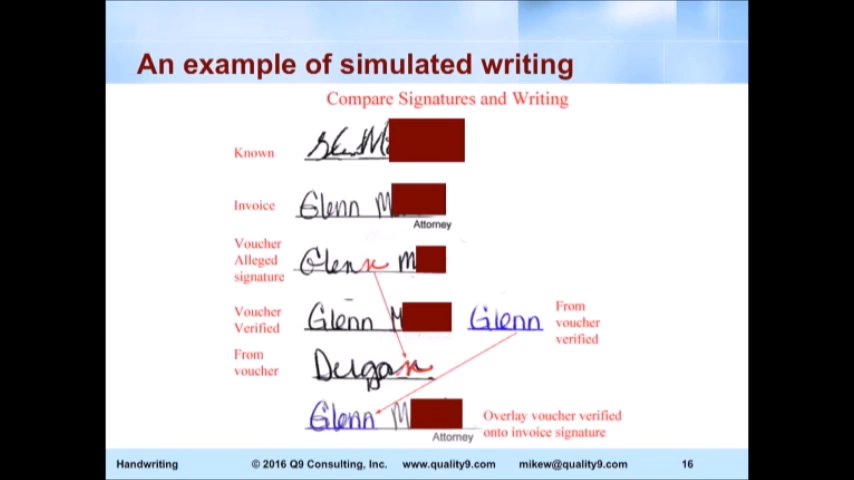 An example of simulated writing
Compare Signatures and Writing
Known
Invoice
Glenn M
Attorney
Voucher
Alleged
signature
Glenn M
Voucher
Verified
Glenn M
Glenn
From
voucher
verified
From
voucher
Glenn M
Attorney
Overlay voucher verified
onto invoice signature
Handwriting © 2016 Q9 Consulting, Inc. www.quality9.com mikew@quality9.com 16